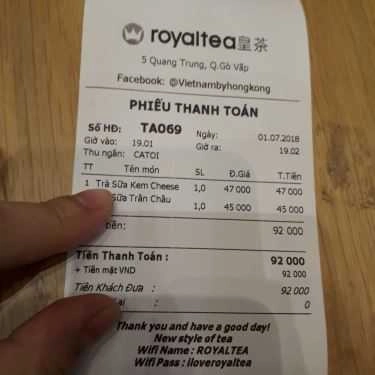 royaltea皇茶
5 Quang Trung, Q.Gò Vấp
Facebook: @Vietnambyhongkong
PHIẾU THANH TOÁN
Số HĐ: TA069 Ngày: 01.07.2018
Giờ vào: 19.01 Giờ ra: 19.02
Thu ngân: CATOI
TT Tên món SL Đ.Giá T.Tiền
1 Trà Sữa Kem Cheese 1,0 47 000 47 000
Sữa Trân Châu 1,0 45 000 45 000
92 000
Tiền Thanh Toán : 92 000
+ Tiền mặt VND 92 000
Tiền Khách Đưa : 92 000
0
Thank you and have a good day!
New style of tea
Wifi Name : ROYALTEA
Wifi Pass : iloveroyaltea